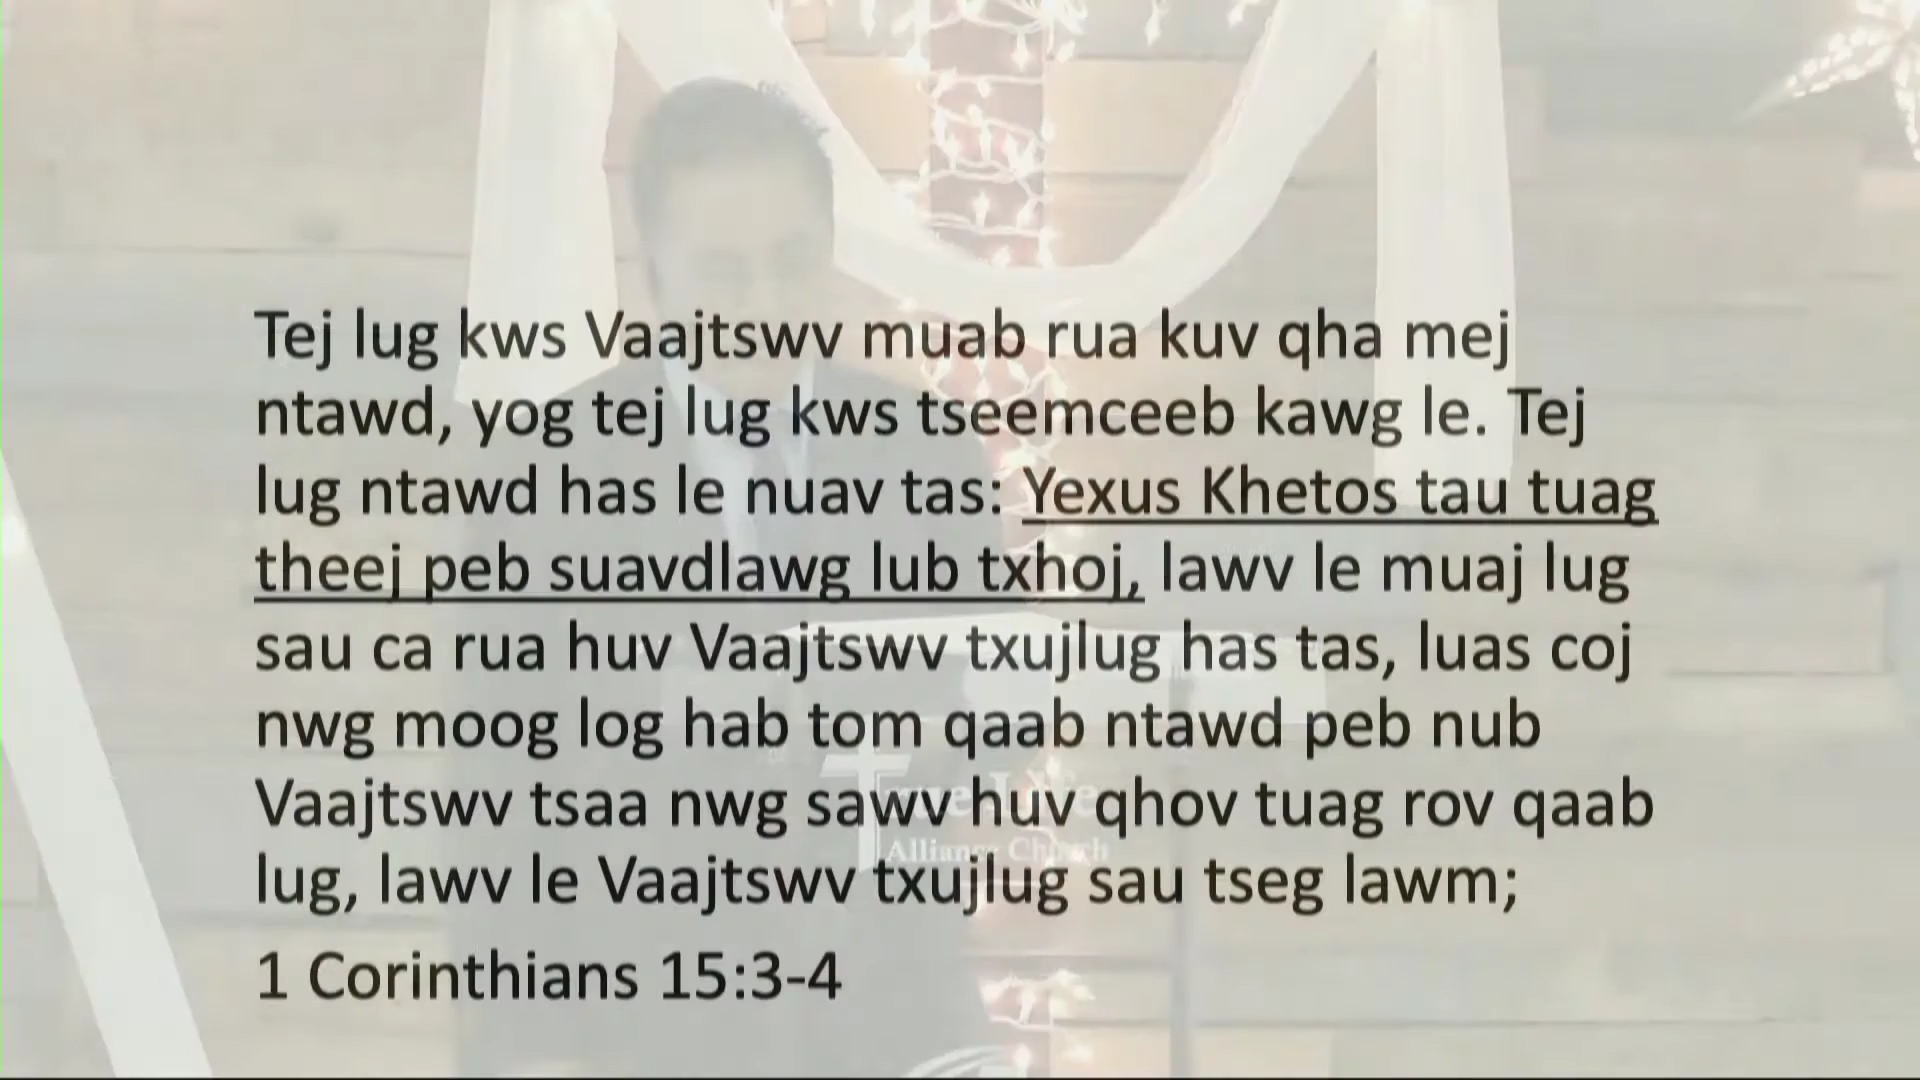 Tej lug kws Vaajtswv muab rua kuv qha mej
ntawd, yog tej lug kws tseemceeb kawg le. Tej
lug ntawd has le nuav tas: Yexus Khetos tau tuag
theej peb suavdlawg lub txhoj, lawv le muaj lug
sau ca rua huv Vaajtswv txujlug has tas, luas coj
nwg moog log hab tom qaab ntawd peb nub
Vaajtswv tsaa nwg sawv huv qhov tuag rov qaab
lug, lawv le Vaajtswv txujlug sau tseg lawm;
1 Corinthians 15:3-4
Alliance Church